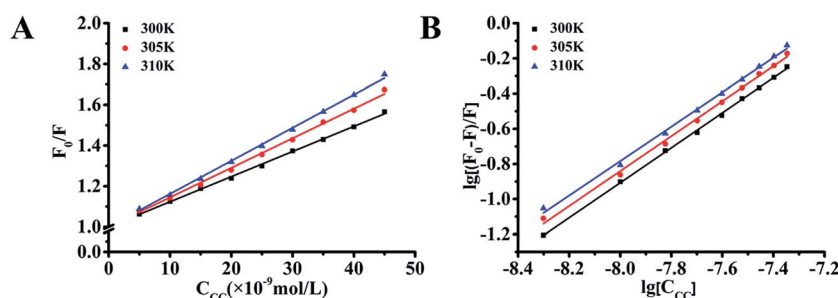 A
300K
305K
310K
F₀/F
2.0
1.8
1.6
1.4
1.2
1.0
0.0
0 10 20 30 40 50
C_CC(×10⁻⁹mol/L)
B
300K
305K
310K
lg[(F₀-F)/F]
0.0
-0.2
-0.4
-0.6
-0.8
-1.0
-1.2
-8.4 -8.2 -8.0 -7.8 -7.6 -7.4 -7.2
lg[C_CC]